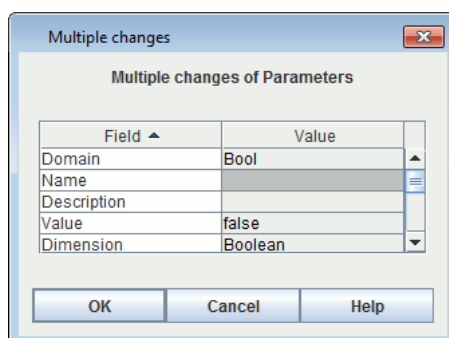 Multiple changes
Multiple changes of Parameters
Field Value
Domain Bool
Name
Description
Value false
Dimension Boolean
OK Cancel Help